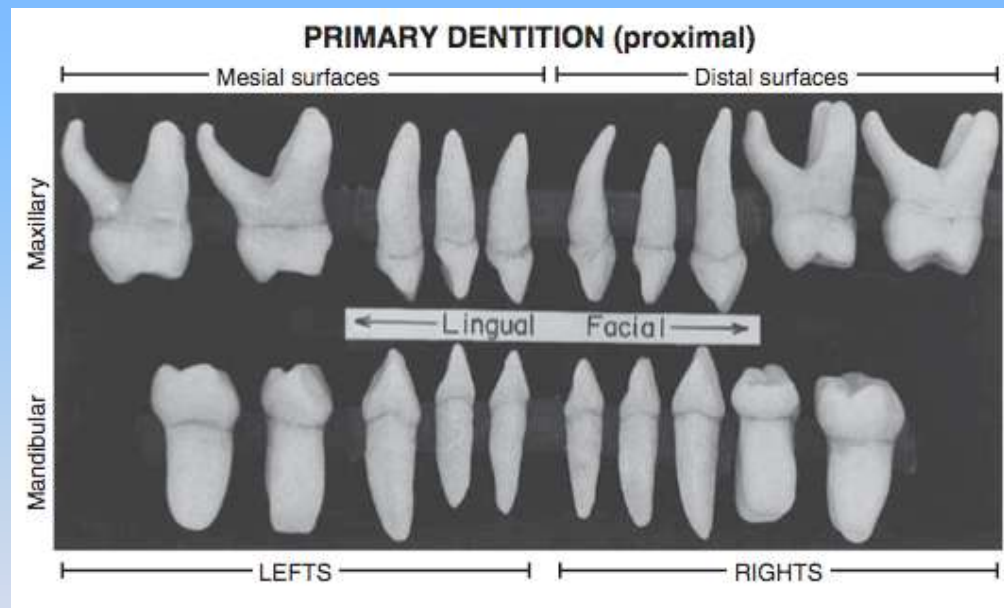 PRIMARY DENTITION (proximal)
Mesial surfaces Distal surfaces
Maxillary
Lingual Facial
Mandibular
LEFTS RIGHTS